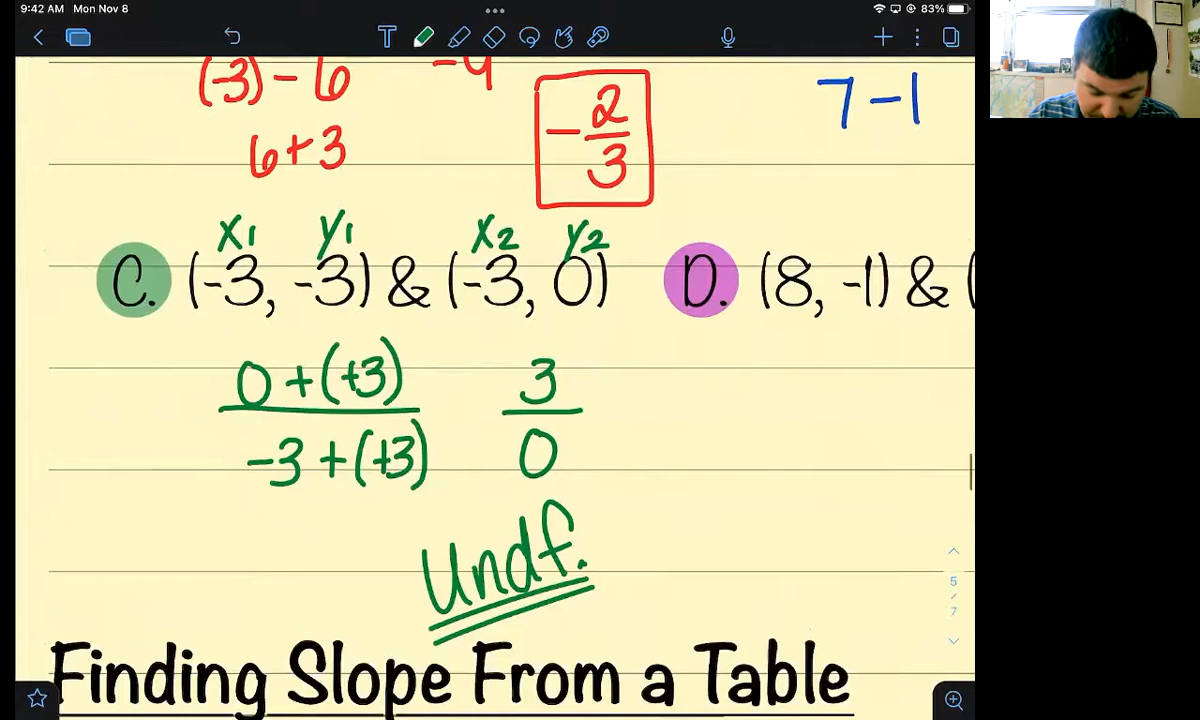 9:42 AM Mon Nov 8
83%
(-3) - 6
-4
6+3
- 2/3
7-1
x1 y1 x2 y2
C. (-3, -3) & (-3, 0)
D. (8, -1) & (
0 + (+3)
3
-3 + (+3)
0
Undf.
5
/
7
Finding Slope From a Table